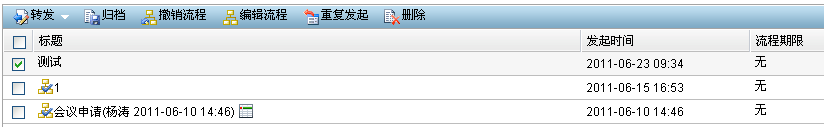 转发 归档 撤销流程 编辑流程 重复发起 删除
标题 发起时间 流程期限
测试 2011-06-23 09:34 无
1 2011-06-15 16:53 无
会议申请(杨涛 2011-06-10 14:46) 2011-06-10 14:46 无